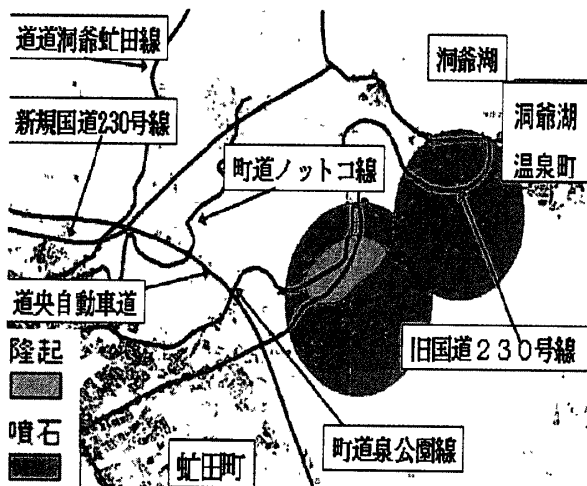 道道洞爺虻田線
洞爺湖
新規国道230号線
洞爺湖
温泉町
町道ノットコ線
道央自動車道
隆起
旧国道230号線
噴石
町道泉公園線
虻田町